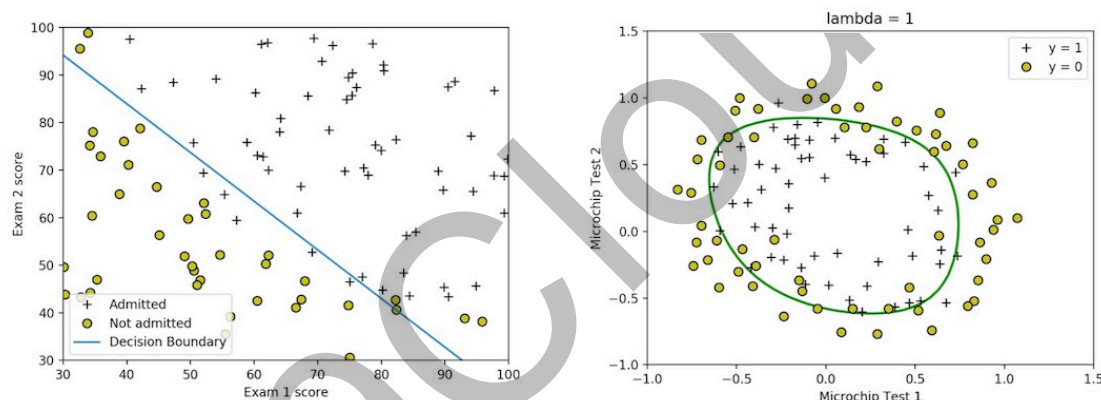 100
90
80
70
60
50
40
30
30 40 50 60 70 80 90 100
Exam 2 score
Exam 1 score
Admitted
Not admitted
Decision Boundary
lambda = 1
1.5
1.0
0.5
0.0
−0.5
−1.0
−1.0 −0.5 0.0 0.5 1.0 1.5
Microchip Test 2
Microchip Test 1
y = 1
y = 0